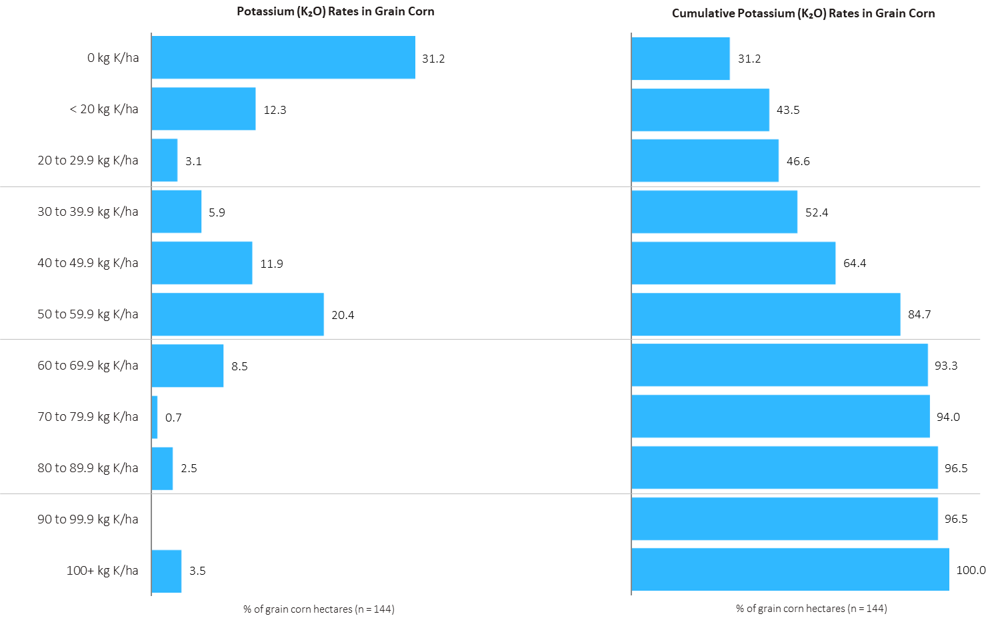 Potassium (K₂O) Rates in Grain Corn
Cumulative Potassium (K₂O) Rates in Grain Corn
0 kg K/ha 31.2 31.2
< 20 kg K/ha 12.3 43.5
20 to 29.9 kg K/ha 3.1 46.6
30 to 39.9 kg K/ha 5.9 52.4
40 to 49.9 kg K/ha 11.9 64.4
50 to 59.9 kg K/ha 20.4 84.7
60 to 69.9 kg K/ha 8.5 93.3
70 to 79.9 kg K/ha 0.7 94.0
80 to 89.9 kg K/ha 2.5 96.5
90 to 99.9 kg K/ha 96.5
100+ kg K/ha 3.5 100.0
% of grain corn hectares (n = 144)
% of grain corn hectares (n = 144)